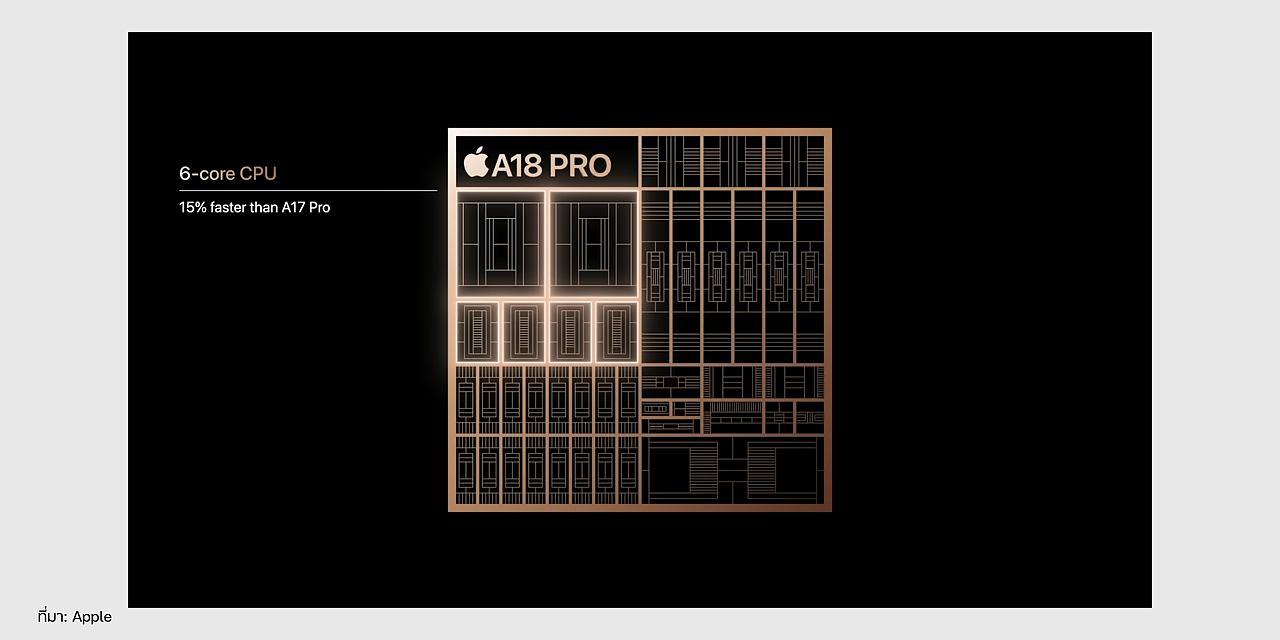 A18 PRO
6-core CPU
15% faster than A17 Pro
ที่มา: Apple